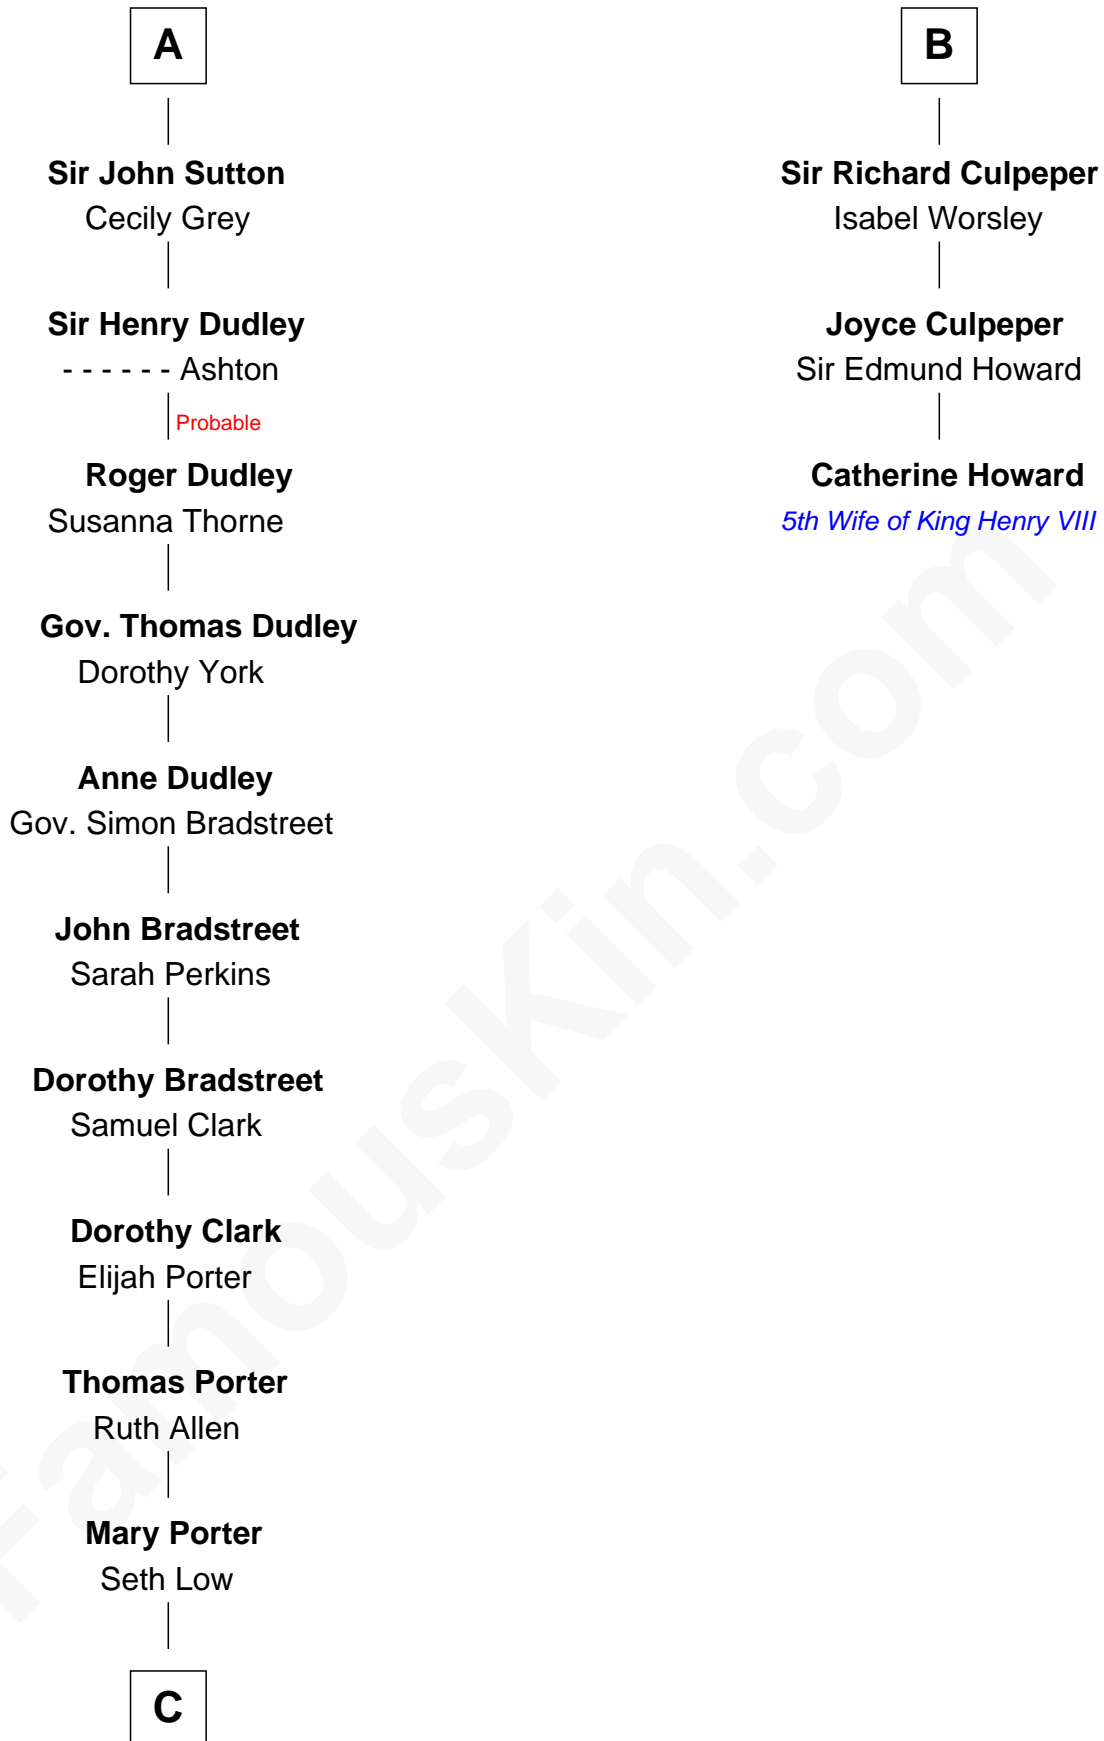 A
Sir John Sutton
Cecily Grey
Sir Henry Dudley
- - - - - - Ashton
Probable
Roger Dudley
Susanna Thorne
Gov. Thomas Dudley
Dorothy York
Anne Dudley
Gov. Simon Bradstreet
John Bradstreet
Sarah Perkins
Dorothy Bradstreet
Samuel Clark
Dorothy Clark
Elijah Porter
Thomas Porter
Ruth Allen
Mary Porter
Seth Low
C
B
Sir Richard Culpeper
Isabel Worsley
Joyce Culpeper
Sir Edmund Howard
Catherine Howard
5th Wife of King Henry VIII
FamousKin.com